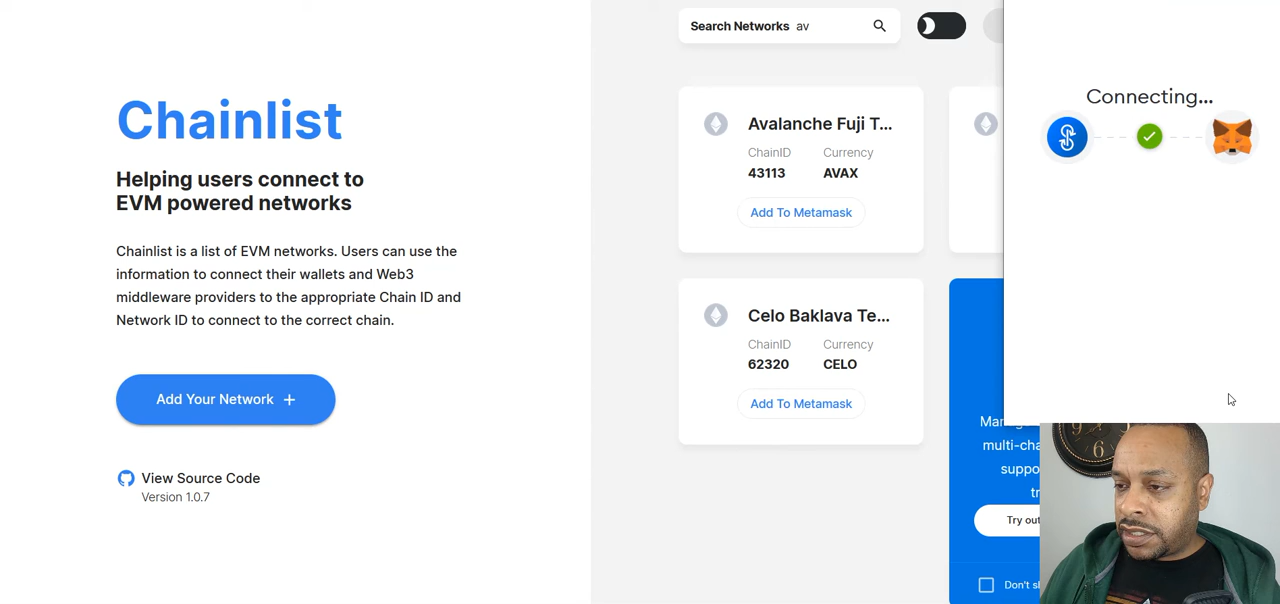 Chainlist
Helping users connect to
EVM powered networks
Chainlist is a list of EVM networks. Users can use the
information to connect their wallets and Web3
middleware providers to the appropriate Chain ID and
Network ID to connect to the correct chain.
Add Your Network +
View Source Code
Version 1.0.7
Search Networks av
Avalanche Fuji T...
ChainID Currency
43113 AVAX
Add To Metamask
Celo Baklava Te...
ChainID Currency
62320 CELO
Add To Metamask
multi-cha
suppo
tr
Try out
Don't s
Connecting...